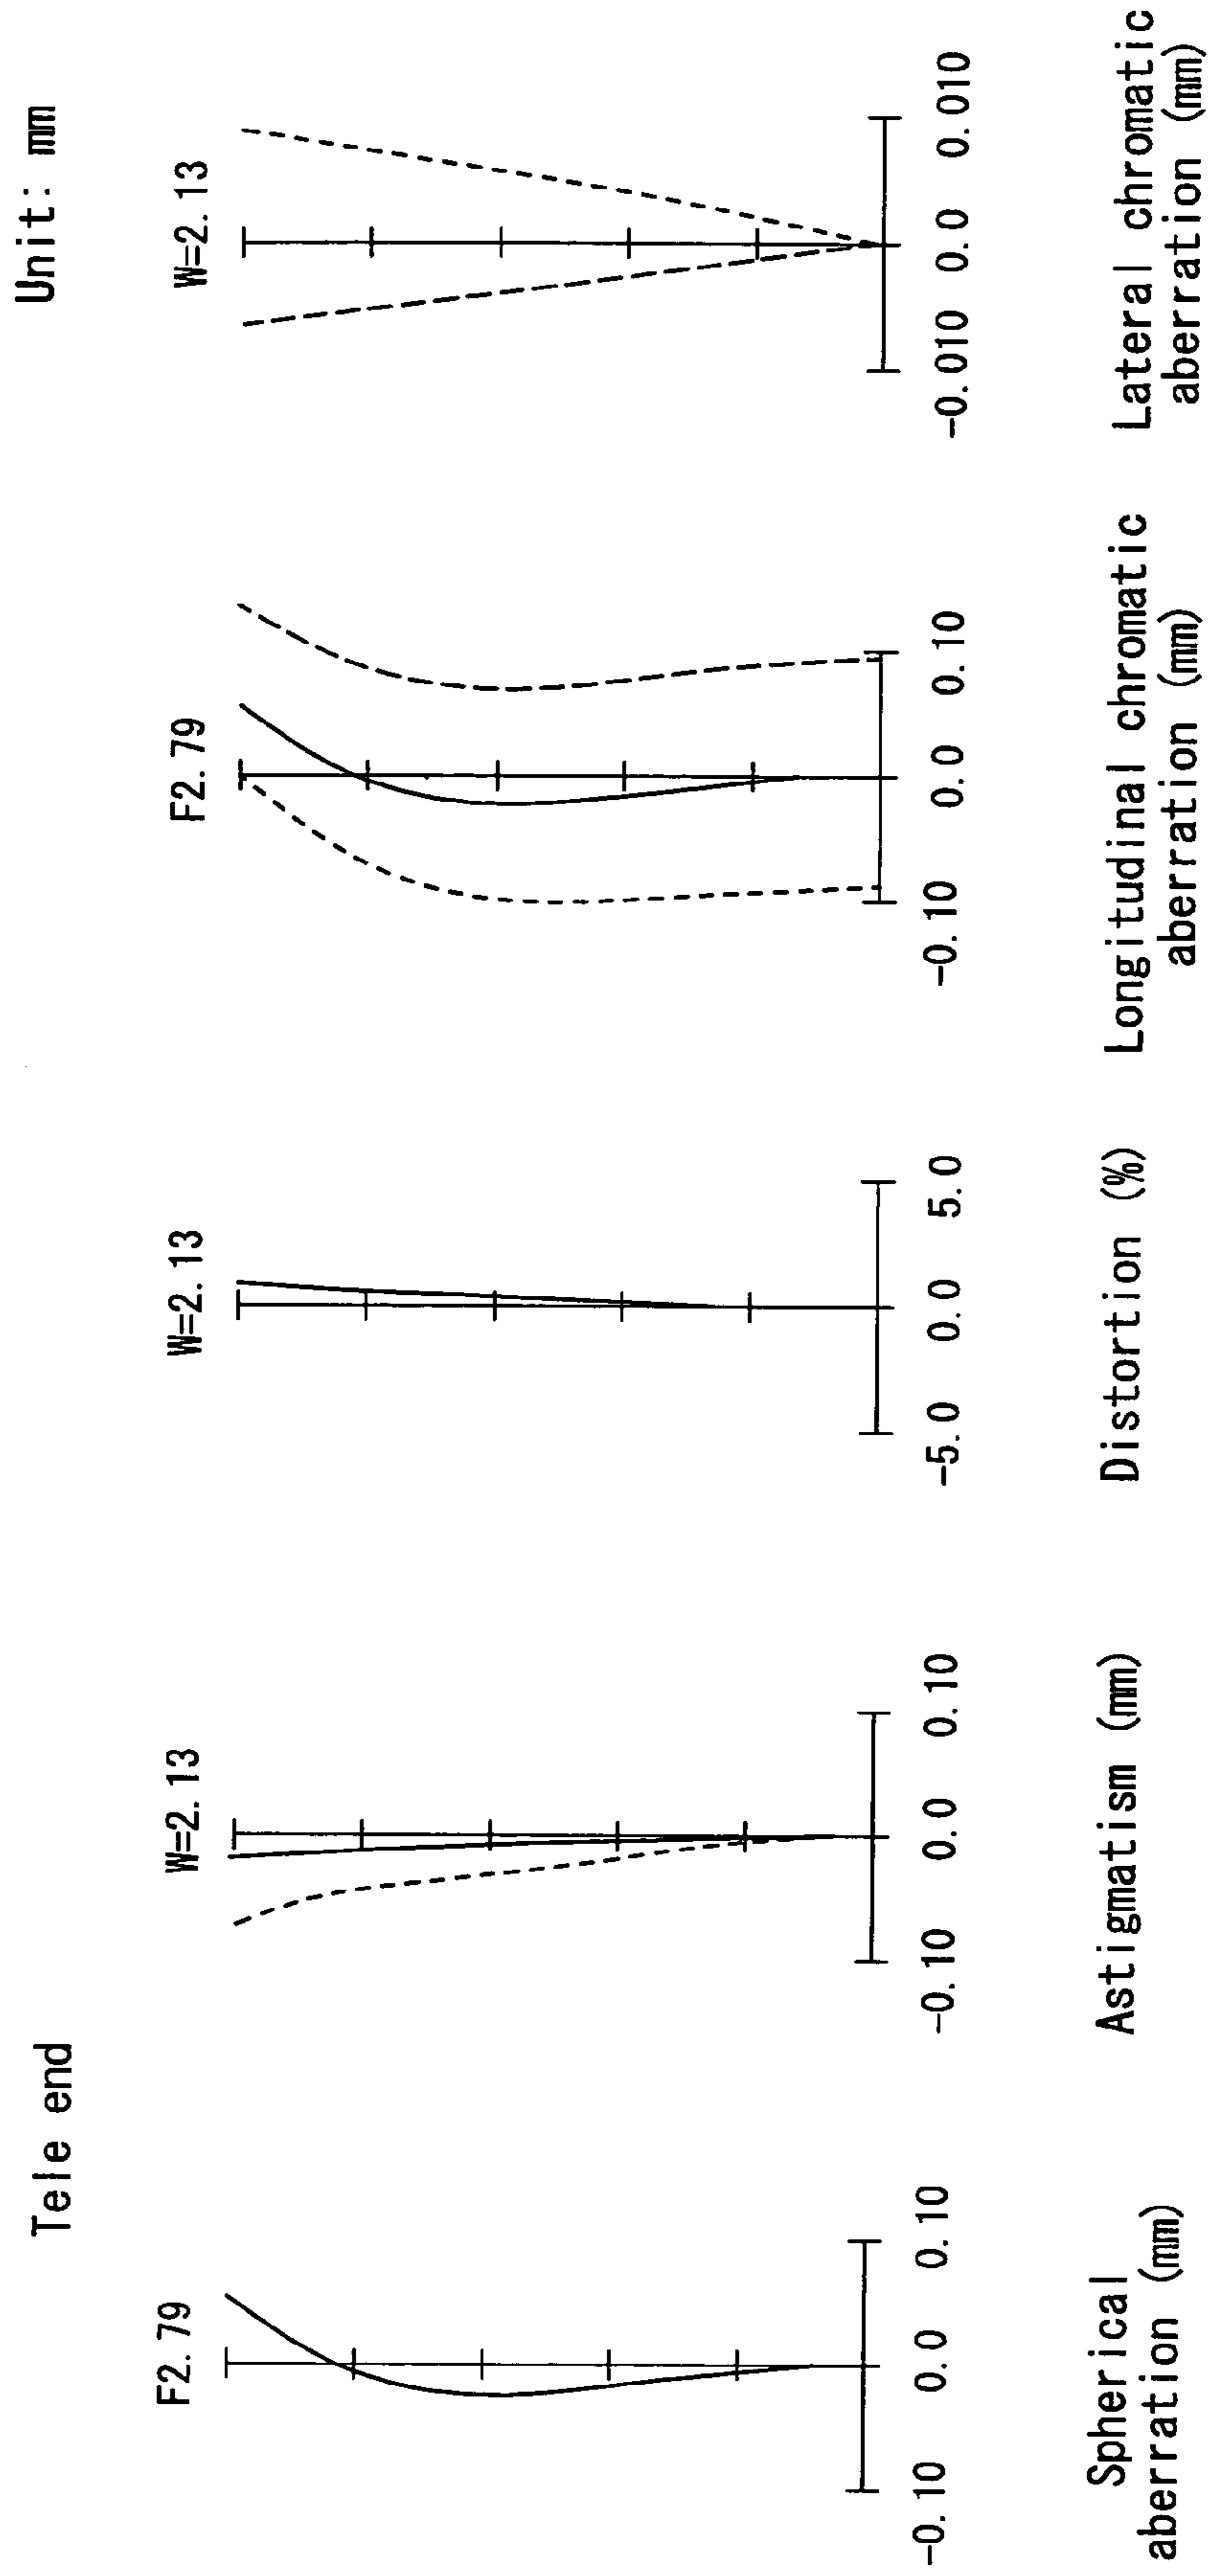 Tele end
Unit: mm
F2.79
-0.10 0.0 0.10
Spherical
aberration (mm)
W=2.13
-0.10 0.0 0.10
Astigmatism (mm)
W=2.13
-5.0 0.0 5.0
Distortion (%)
F2.79
-0.10 0.0 0.10
Longitudinal chromatic
aberration (mm)
W=2.13
-0.010 0.0 0.010
Lateral chromatic
aberration (mm)